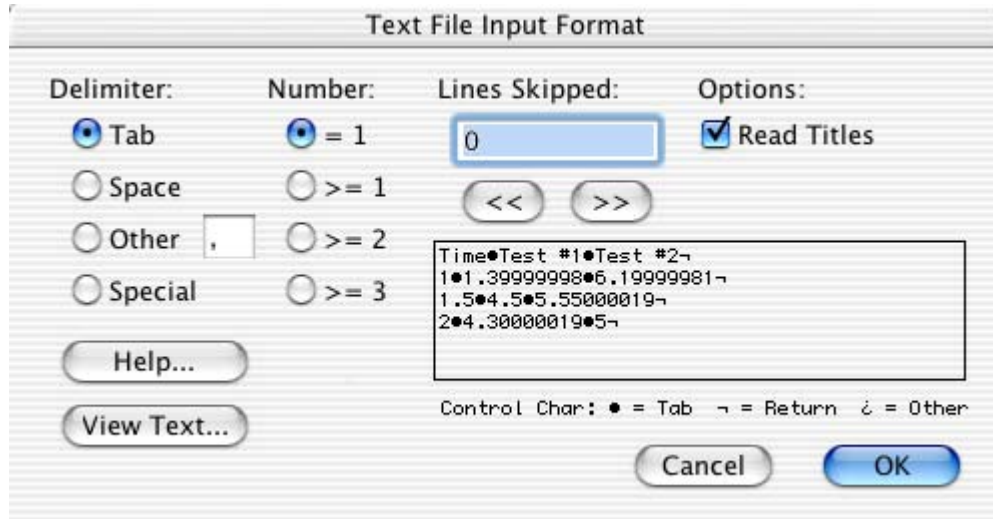 Text File Input Format
Delimiter:
Tab
Space
Other ,
Special
Help...
View Text...
Number:
= 1
>= 1
>= 2
>= 3
Lines Skipped:
0
<< >>
Options:
Read Titles
Time●Test #1●Test #2¬
1●1.39999998●6.19999981¬
1.5●4.5●5.55000019¬
2●4.30000019●5¬
Control Char: ● = Tab ¬ = Return ¿ = Other
Cancel OK